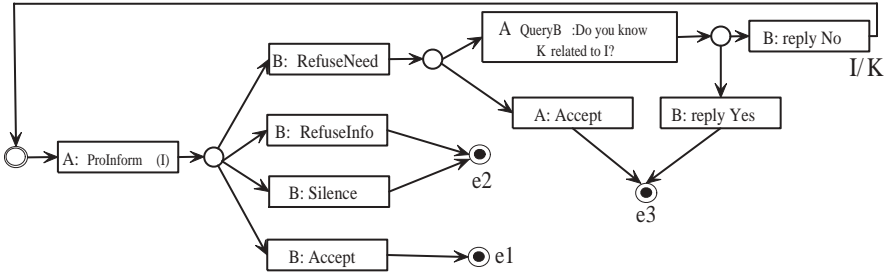 A QueryB :Do you know
K related to I?
B: reply No
B: RefuseNeed
I/K
A: Accept
B: reply Yes
B: RefuseInfo
A: ProInform (I)
e2
B: Silence
e3
B: Accept
e1